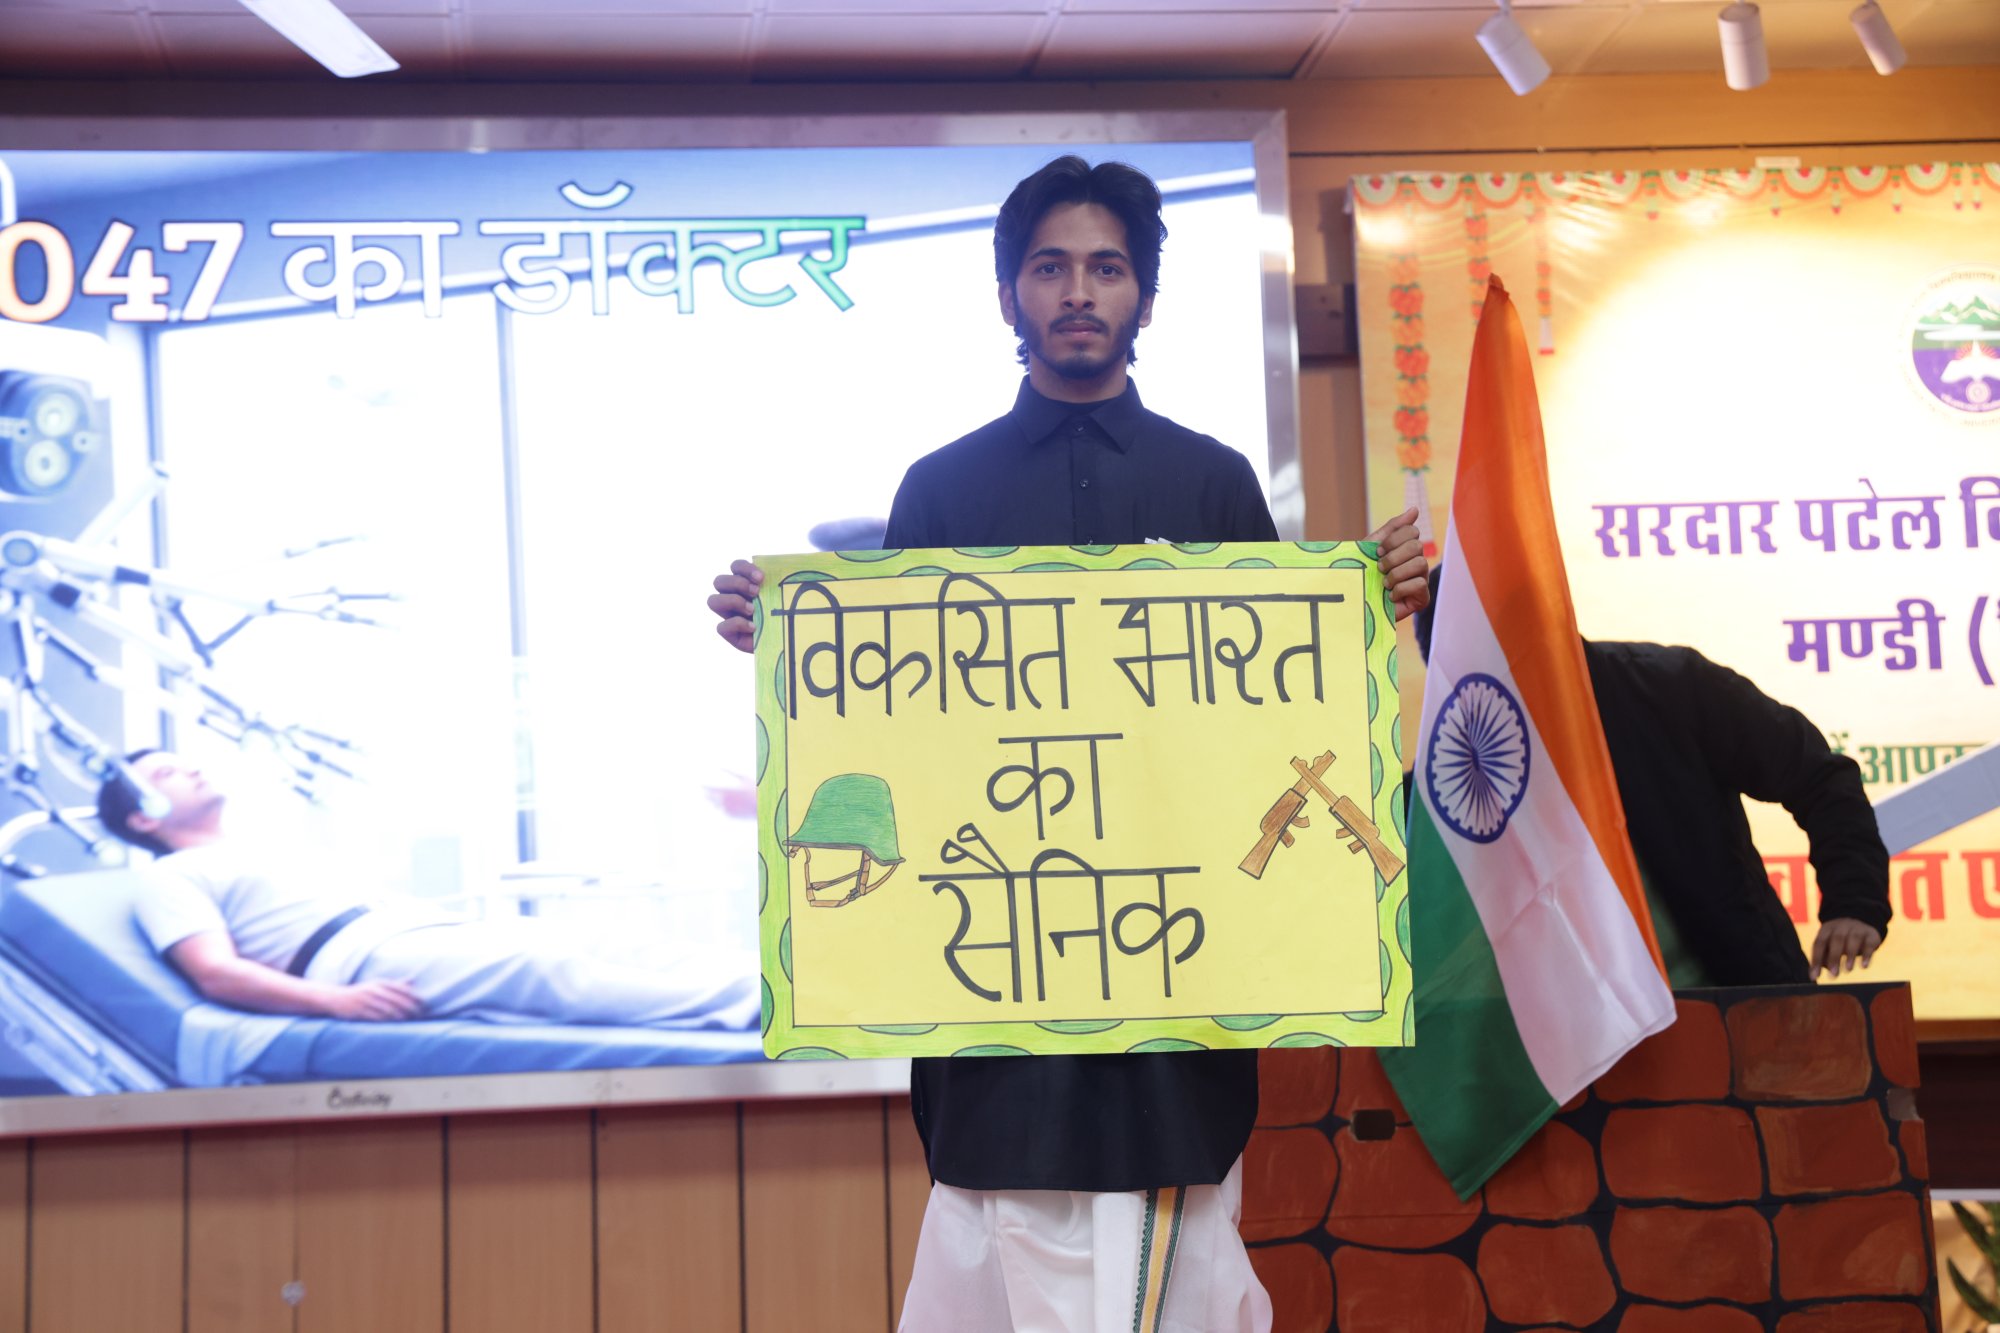 047 का डॉक्टर
विकसित भारत
का
सैनिक
सरदार पटेल
मण्डी (